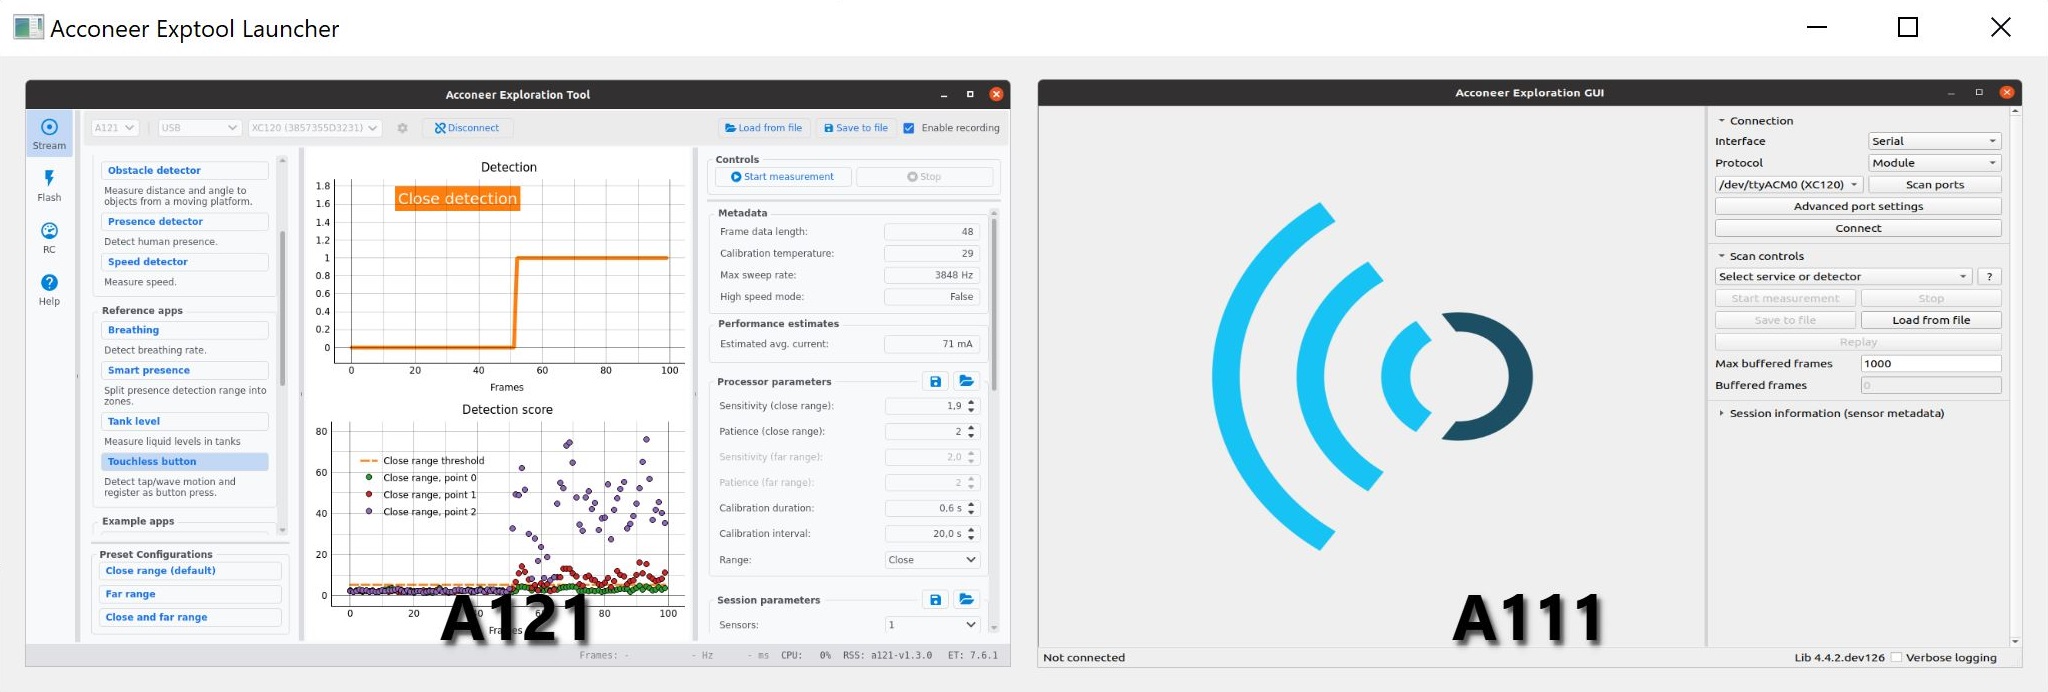 Acconeer Exptool Launcher
Acconeer Exploration Tool
A121 USB XC120 (3857355D3231) Disconnect Load from file Save to file Enable recording
Stream
Flash
RC
Help
Obstacle detector
Measure distance and angle to
objects from a moving platform.
Presence detector
Detect human presence.
Speed detector
Measure speed.
Reference apps
Breathing
Detect breathing rate.
Smart presence
Split presence detection range into
zones.
Tank level
Measure liquid levels in tanks
Touchless button
Detect tap/wave motion and
register as button press.
Example apps
Preset Configurations
Close range (default)
Far range
Close and far range
Detection
Close detection
1.8
1.6
1.4
1.2
1
0.8
0.6
0.4
0.2
0
0 20 40 60 80 100
Frames
Detection score
80
60
40
20
0
Close range threshold
Close range, point 0
Close range, point 1
Close range, point 2
0 20 40 60 80 100
Frames
A121
Controls
Start measurement Stop
Metadata
Frame data length: 48
Calibration temperature: 29
Max sweep rate: 3848 Hz
High speed mode: False
Performance estimates
Estimated avg. current: 71 mA
Processor parameters
Sensitivity (close range): 1,9
Patience (close range): 2
Sensitivity (far range): 2,0
Patience (far range): 2
Calibration duration: 0,6 s
Calibration interval: 20,0 s
Range: Close
Session parameters
Sensors: 1
Frames: - - Hz - ms CPU: 0% RSS: a121-v1.3.0 ET: 7.6.1
Acconeer Exploration GUI
Connection
Interface Serial
Protocol Module
/dev/ttyACM0 (XC120) Scan ports
Advanced port settings
Connect
Scan controls
Select service or detector ?
Start measurement Stop
Save to file Load from file
Replay
Max buffered frames 1000
Buffered frames 0
Session information (sensor metadata)
A111
Not connected Lib 4.4.2.dev126 Verbose logging